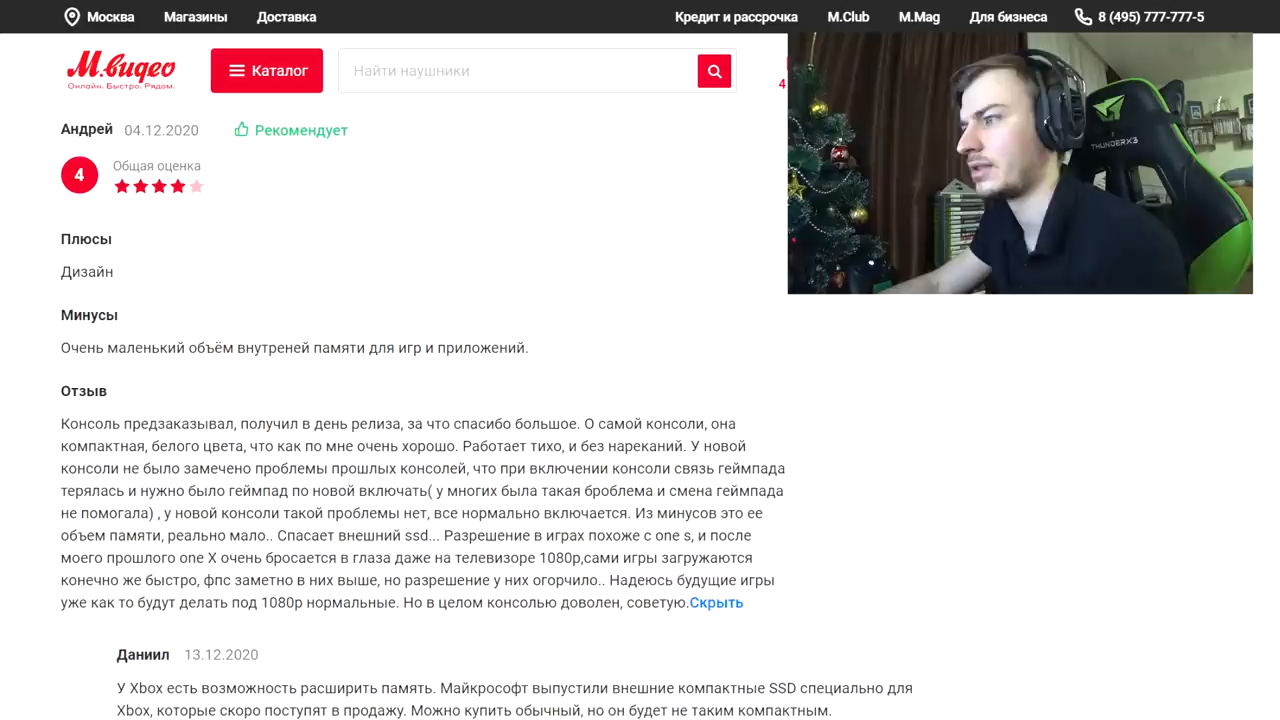 Москва Магазины Доставка Кредит и рассрочка M.Club M.Mag Для бизнеса 8 (495) 777-777-5
М.видео
Онлайн. Быстро. Рядом.
Каталог
Найти наушники
4
THUNDERX3
Андрей 04.12.2020 Рекомендует
4
Общая оценка
Плюсы
Дизайн
Минусы
Очень маленький объём внутреней памяти для игр и приложений.
Отзыв
Консоль предзаказывал, получил в день релиза, за что спасибо большое. О самой консоли, она
компактная, белого цвета, что как по мне очень хорошо. Работает тихо, и без нареканий. У новой
консоли не было замечено проблемы прошлых консолей, что при включении консоли связь геймпада
терялась и нужно было геймпад по новой включать( у многих была такая броблема и смена геймпада
не помогала) , у новой консоли такой проблемы нет, все нормально включается. Из минусов это ее
объем памяти, реально мало.. Спасает внешний ssd... Разрешение в играх похоже с one s, и после
моего прошлого one X очень бросается в глаза даже на телевизоре 1080p,сами игры загружаются
конечно же быстро, фпс заметно в них выше, но разрешение у них огорчило.. Надеюсь будущие игры
уже как то будут делать под 1080p нормальные. Но в целом консолью доволен, советую.Скрыть
Даниил 13.12.2020
У Xbox есть возможность расширить память. Майкрософт выпустили внешние компактные SSD специально для
Xbox, которые скоро поступят в продажу. Можно купить обычный, но он будет не таким компактным.